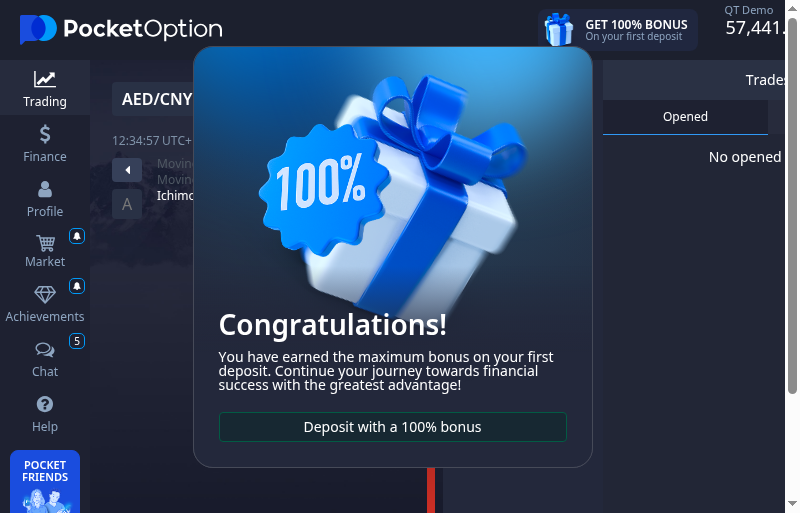 PocketOption
GET 100% BONUS
On your first deposit
QT Demo
57,441.
Trading
Finance
Profile
Market
Achievements
5
Chat
Help
POCKET
FRIENDS
AED/CNY
12:34:57 UTC+
Movin
Movin
Ichimo
A
100%
Congratulations!
You have earned the maximum bonus on your first
deposit. Continue your journey towards financial
success with the greatest advantage!
Deposit with a 100% bonus
Trades
Opened
No opened